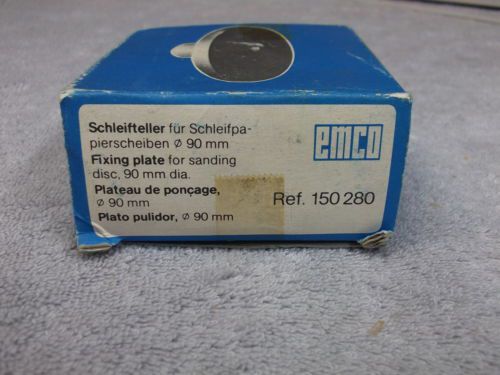 Schleifteller für Schleifpa-
pierscheiben ⌀ 90 mm
Fixing plate for sanding
disc, 90 mm dia.
Plateau de ponçage,
⌀ 90 mm
Plato pulidor, ⌀ 90 mm
emco
Ref. 150 280